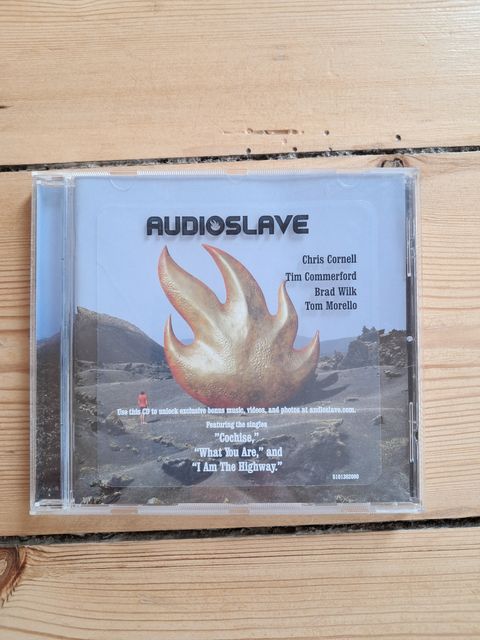 AUDIOSLAVE
Chris Cornell
Tim Commerford
Brad Wilk
Tom Morello
Use this CD to unlock exclusive bonus music, videos, and photos at audioslave.com.
Featuring the singles
"Cochise,"
"What You Are," and
"I Am The Highway."
5101302000